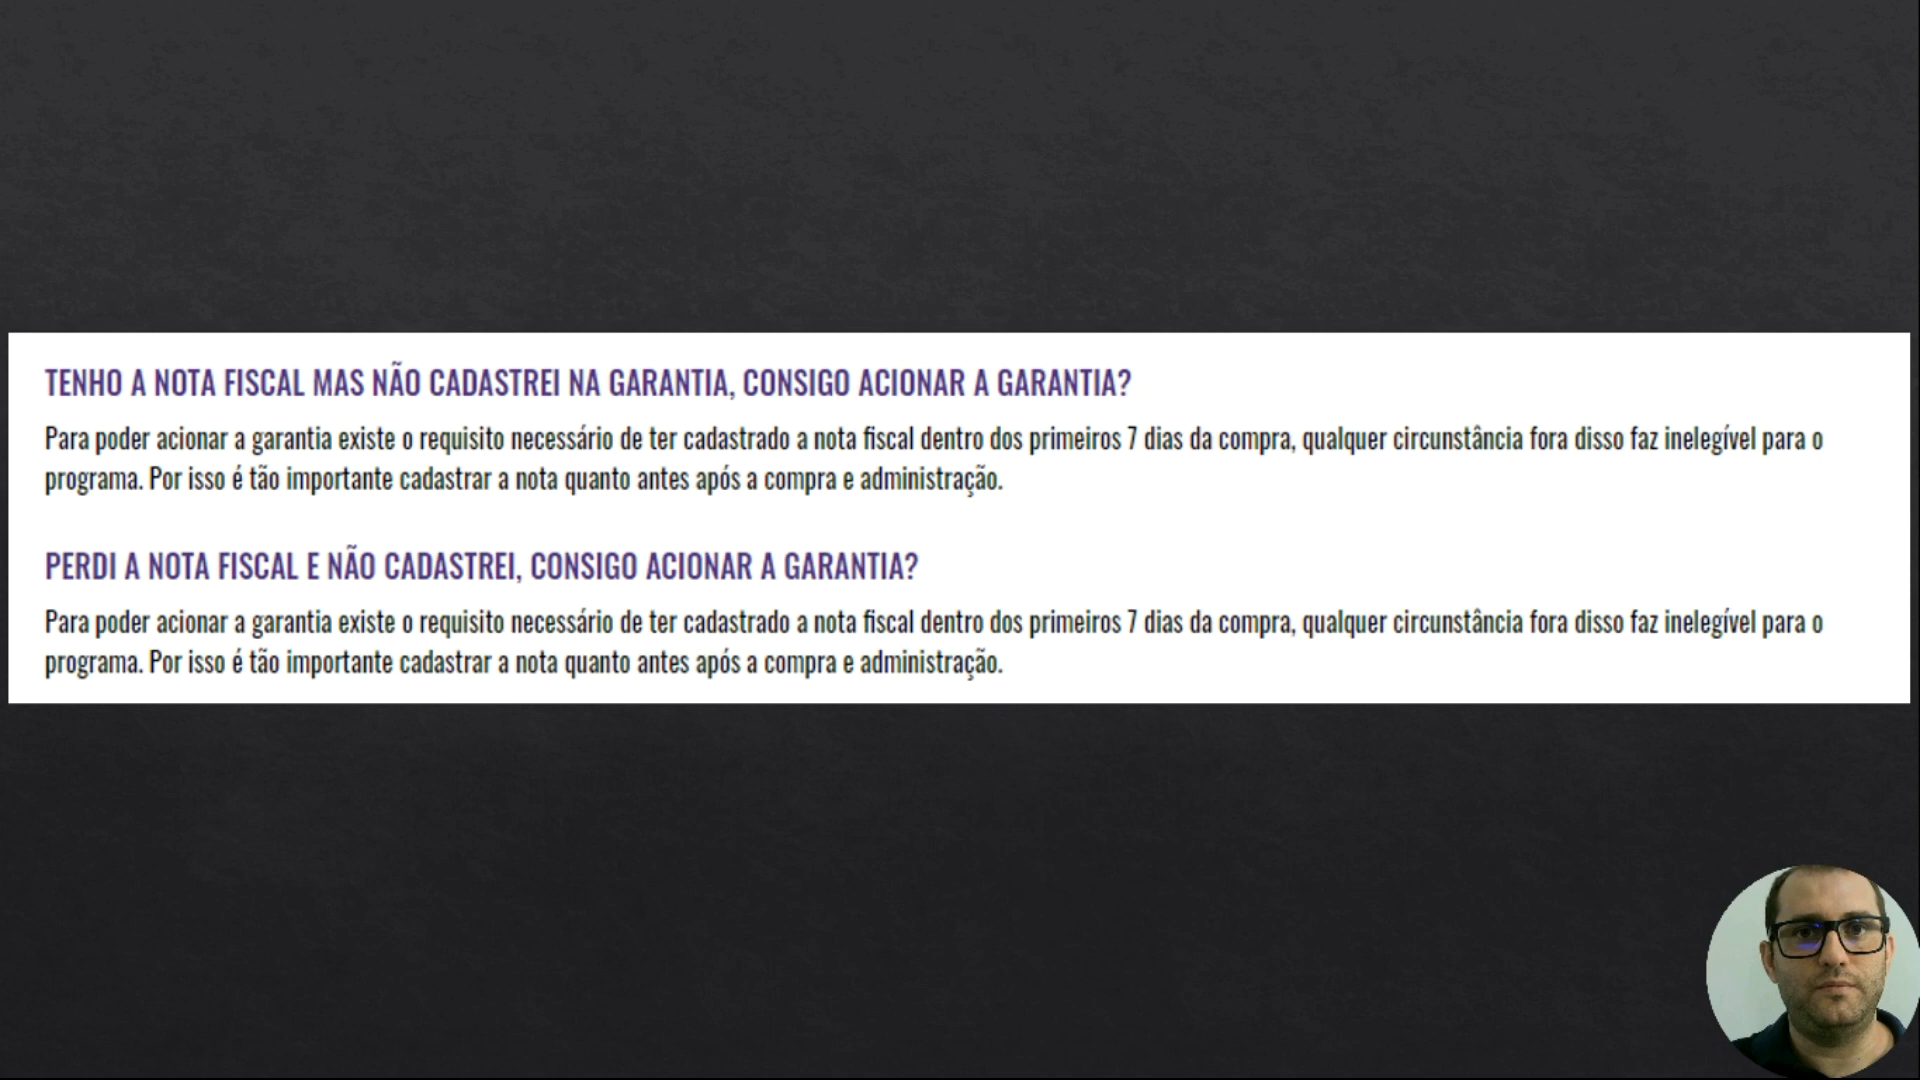 TENHO A NOTA FISCAL MAS NÃO CADASTREI NA GARANTIA, CONSIGO ACIONAR A GARANTIA?
Para poder acionar a garantia existe o requisito necessário de ter cadastrado a nota fiscal dentro dos primeiros 7 dias da compra, qualquer circunstância fora disso faz inelegível para o
programa. Por isso é tão importante cadastrar a nota quanto antes após a compra e administração.
PERDI A NOTA FISCAL E NÃO CADASTREI, CONSIGO ACIONAR A GARANTIA?
Para poder acionar a garantia existe o requisito necessário de ter cadastrado a nota fiscal dentro dos primeiros 7 dias da compra, qualquer circunstância fora disso faz inelegível para o
programa. Por isso é tão importante cadastrar a nota quanto antes após a compra e administração.